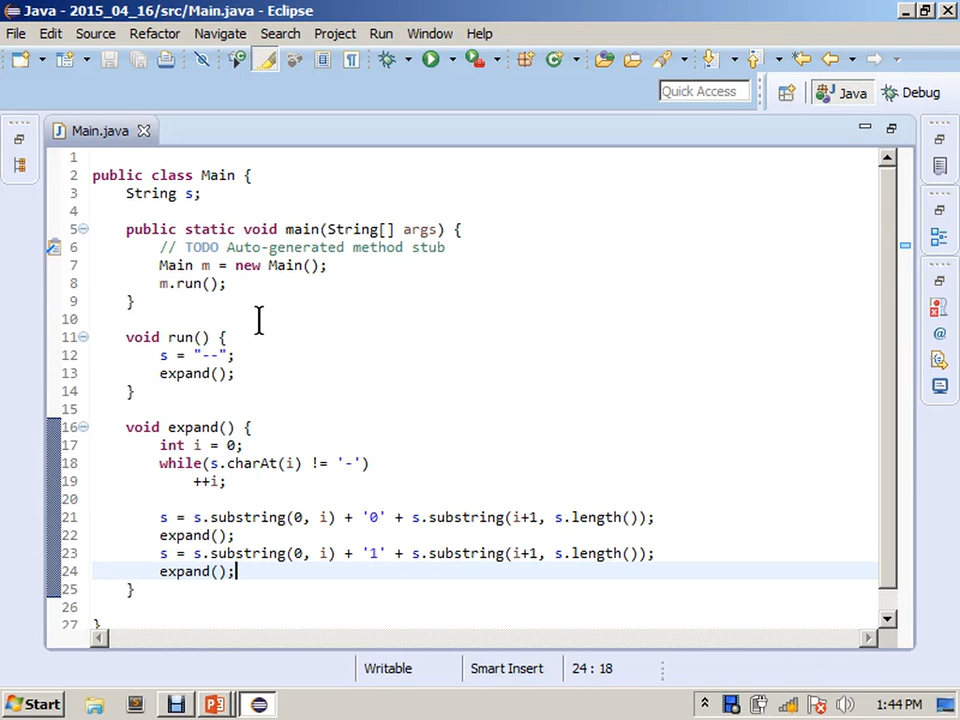 Java - 2015_04_16/src/Main.java - Eclipse
File Edit Source Refactor Navigate Search Project Run Window Help
Quick Access Java Debug
Main.java
1
2 public class Main {
3 String s;
4
5 public static void main(String[] args) {
6 // TODO Auto-generated method stub
7 Main m = new Main();
8 m.run();
9 }
10
11 void run() {
12 s = "--";
13 expand();
14 }
15
16 void expand() {
17 int i = 0;
18 while(s.charAt(i) != '-')
19 ++i;
20
21 s = s.substring(0, i) + '0' + s.substring(i+1, s.length());
22 expand();
23 s = s.substring(0, i) + '1' + s.substring(i+1, s.length());
24 expand();
25 }
26
27 }
Writable Smart Insert 24 : 18
Start 1:44 PM